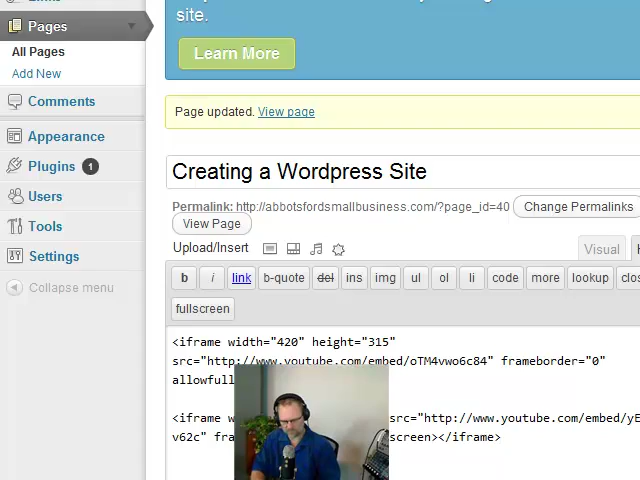 site.
Learn More
Pages
All Pages
Add New
Comments
Appearance
Plugins 1
Users
Tools
Settings
Collapse menu
Page updated. View page
Creating a Wordpress Site
Permalink: http://abbotsfordsmallbusiness.com/?page_id=40 Change Permalinks
View Page
Upload/Insert
Visual
b i link b-quote del ins img ul ol li code more lookup clos
fullscreen
<iframe width="420" height="315"
src="http://www.youtube.com/embed/oTM4vwo6c84" frameborder="0"
allowfull
<iframe w src="http://www.youtube.com/embed/yE
v62c" fra screen></iframe>